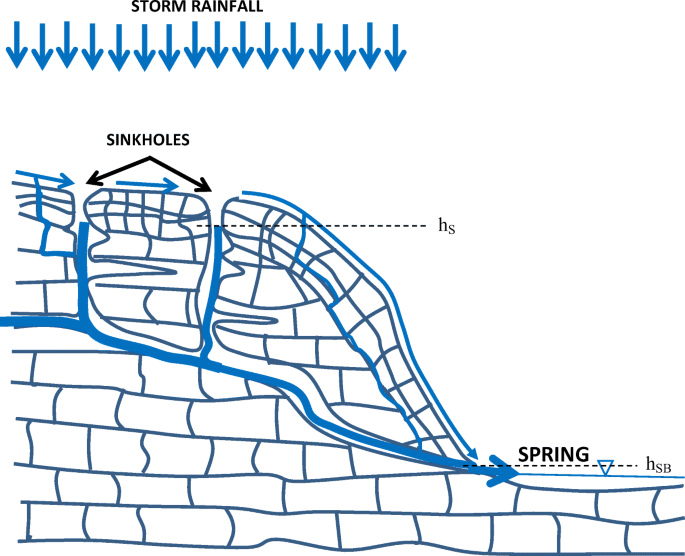 STORM RAINFALL
SINKHOLES
hS
SPRING
hSB